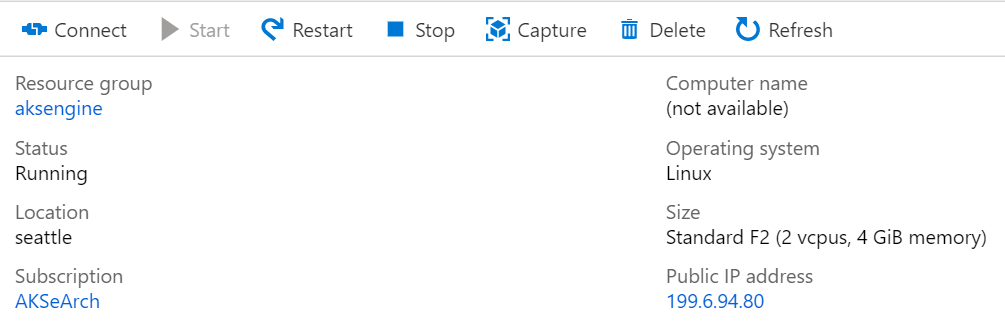 Connect Start Restart Stop Capture Delete Refresh
Resource group
aksengine
Computer name
(not available)
Status
Running
Operating system
Linux
Location
seattle
Size
Standard F2 (2 vcpus, 4 GiB memory)
Subscription
AKSeArch
Public IP address
199.6.94.80